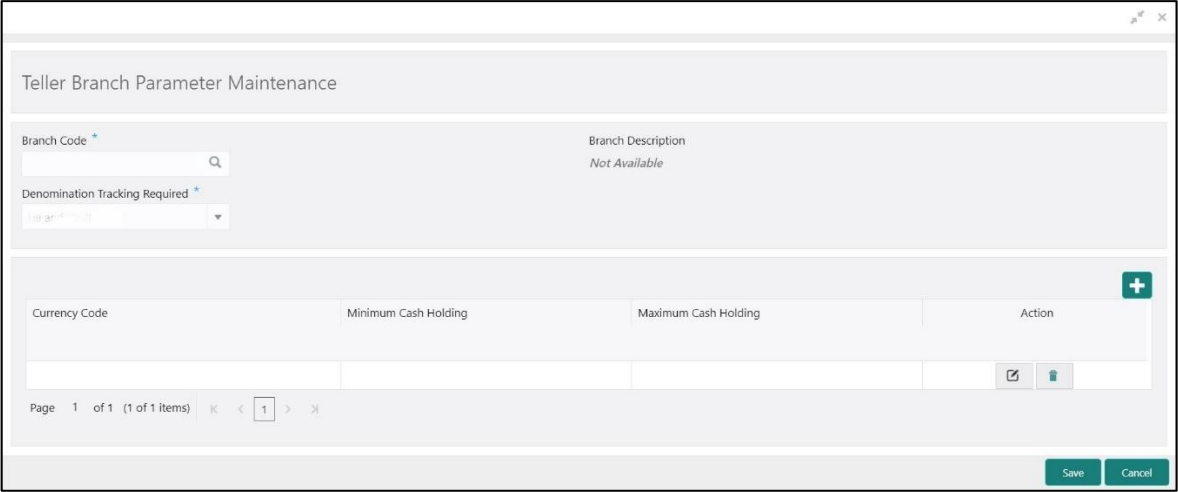 Teller Branch Parameter Maintenance
Branch Code *
Branch Description
Not Available
Denomination Tracking Required *
Currency Code Minimum Cash Holding Maximum Cash Holding Action
Page 1 of 1 (1 of 1 items) 1
Save Cancel